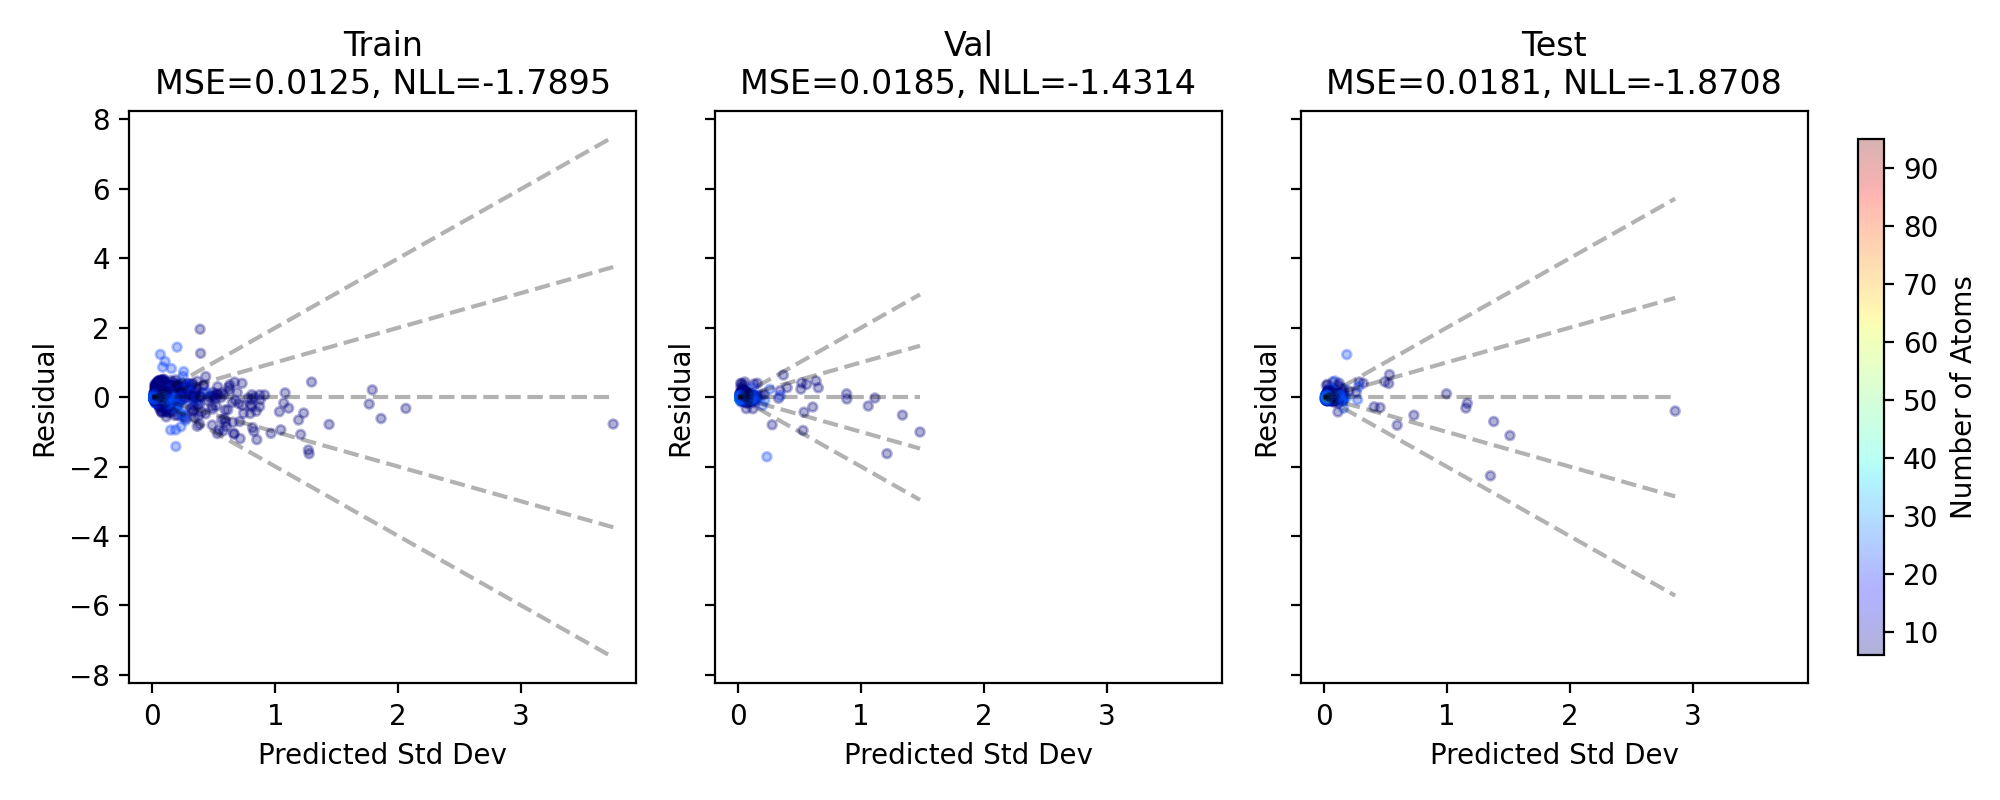 Train
MSE=0.0125, NLL=-1.7895
Val
MSE=0.0185, NLL=-1.4314
Test
MSE=0.0181, NLL=-1.8708
8
6
4
2
0
−2
−4
−6
−8
Residual
0 1 2 3
Predicted Std Dev
Residual
0 1 2 3
Predicted Std Dev
Residual
0 1 2 3
Predicted Std Dev
90
80
70
60
50
40
30
20
10
Number of Atoms